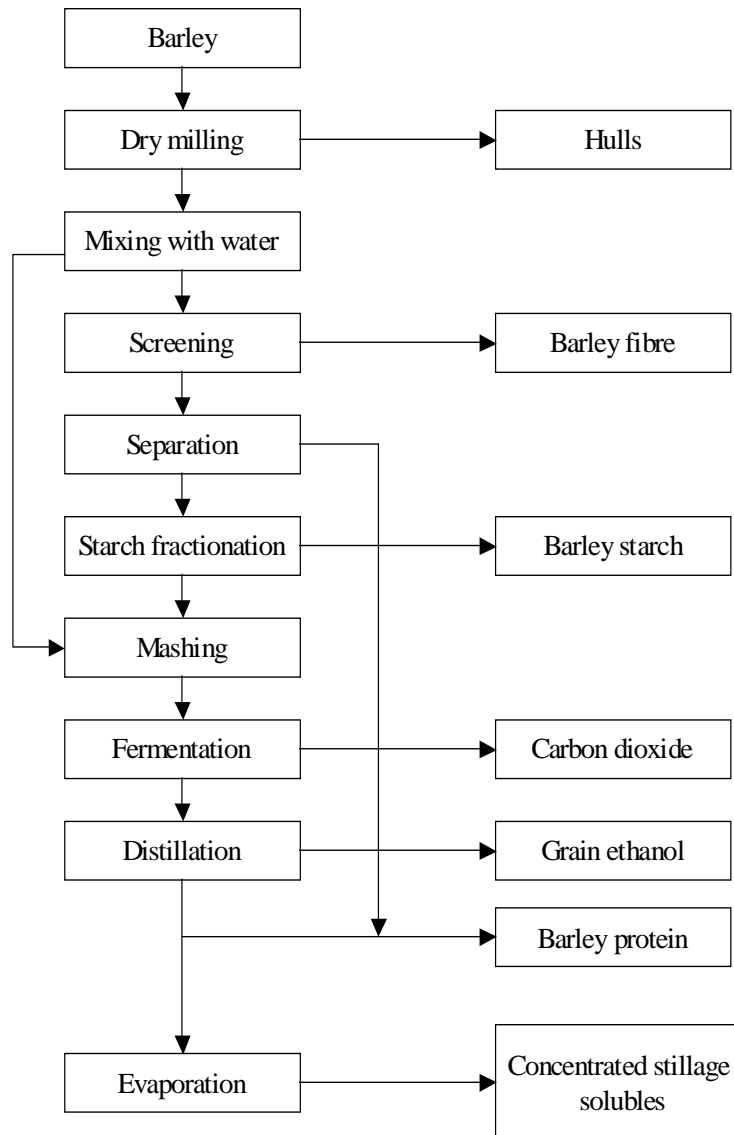 Barley
Dry milling
Hulls
Mixing with water
Screening
Barley fibre
Separation
Starch fractionation
Barley starch
Mashing
Fermentation
Carbon dioxide
Distillation
Grain ethanol
Barley protein
Evaporation
Concentrated stillage
solubles